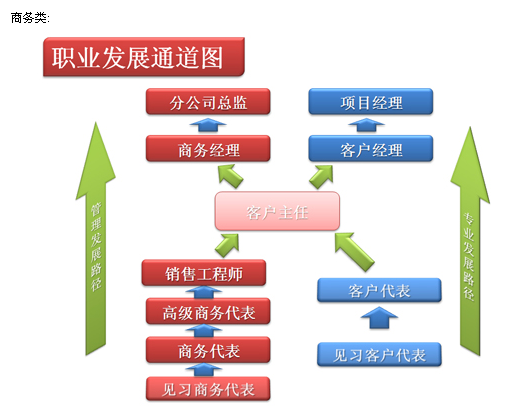 商务类:
职业发展通道图
分公司总监
项目经理
商务经理
客户经理
客户主任
管理发展路径
专业发展路径
销售工程师
高级商务代表
客户代表
商务代表
见习客户代表
见习商务代表